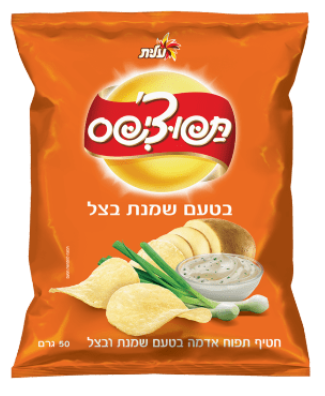 עלית
תפוצ'יפס
בטעם שמנת בצל
חטיף תפוח אדמה בטעם שמנת ובצל
50 גרם